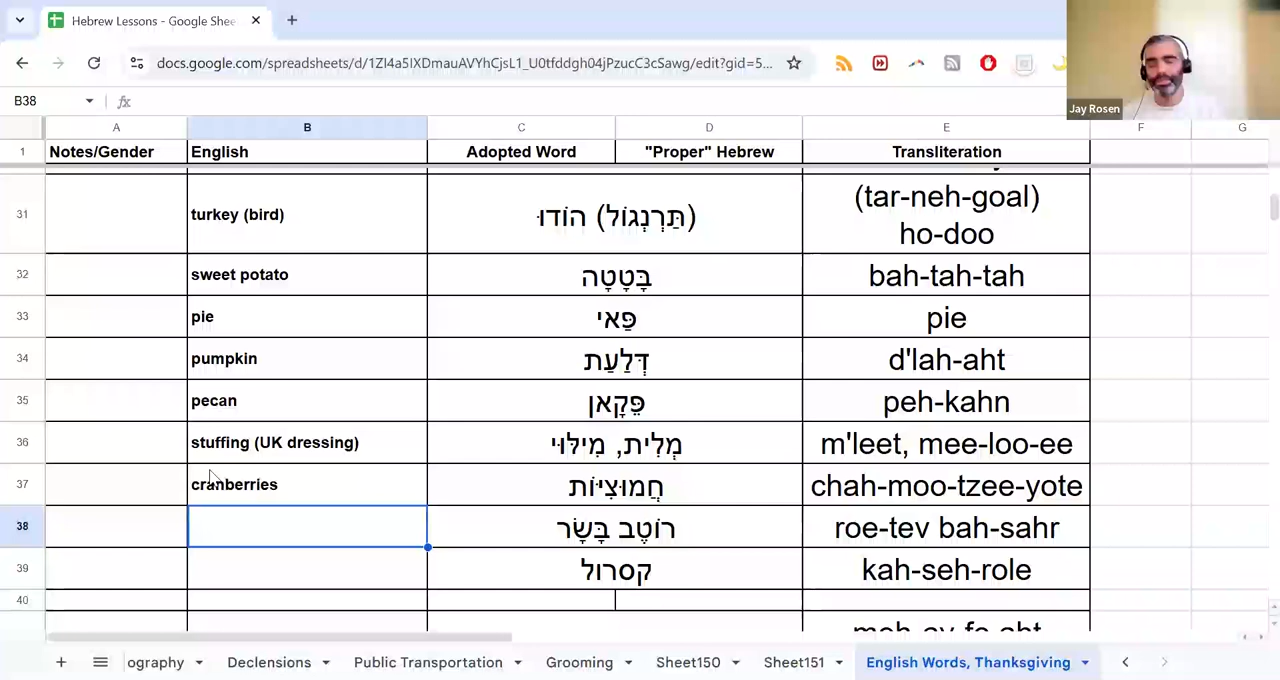 Hebrew Lessons - Google Shee
docs.google.com/spreadsheets/d/1ZI4a5IXDmauAVYhCjsL1_U0tfddgh04jPzucC3cSawg/edit?gid=5...
Jay Rosen
B38
fx
A B C D E F G
1 Notes/Gender English Adopted Word "Proper" Hebrew Transliteration
31 turkey (bird) (תַּרְנְגוֹל) הוֹדוּ (tar-neh-goal)
ho-doo
32 sweet potato בָּטָטָה bah-tah-tah
33 pie פַּאי pie
34 pumpkin דְּלַעַת d'lah-aht
35 pecan פֵּקָאן peh-kahn
36 stuffing (UK dressing) מְלִית, מִילּוּי m'leet, mee-loo-ee
37 cranberries חֲמוּצִיּוֹת chah-moo-tzee-yote
38 רוֹטֶב בָּשָׂר roe-tev bah-sahr
39 קסרול kah-seh-role
40
ography Declensions Public Transportation Grooming Sheet150 Sheet151 English Words, Thanksgiving